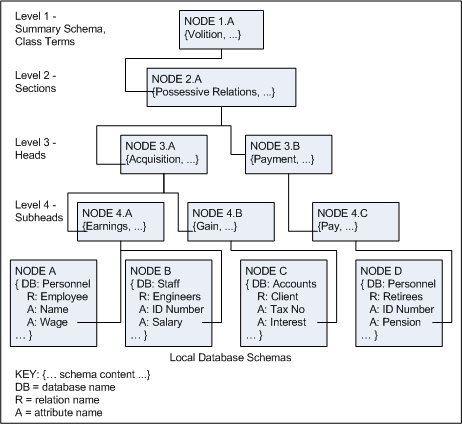 Level 1 -
Summary Schema,
Class Terms
NODE 1.A
{Volition, ...}
Level 2 -
Sections
NODE 2.A
{Possessive Relations, ...}
Level 3 -
Heads
NODE 3.A
{Acquisition, ...}
NODE 3.B
{Payment, ...}
Level 4 -
Subheads
NODE 4.A
{Earnings, ...}
NODE 4.B
{Gain, ...}
NODE 4.C
{Pay, ...}
NODE A
{ DB: Personnel
R: Employee
A: Name
A: Wage
... }
NODE B
{ DB: Staff
R: Engineers
A: ID Number
A: Salary
... }
NODE C
{ DB: Accounts
R: Client
A: Tax No
A: Interest
... }
NODE D
{ DB: Personnel
R: Retirees
A: ID Number
A: Pension
... }
Local Database Schemas
KEY: {... schema content ...}
DB = database name
R = relation name
A = attribute name